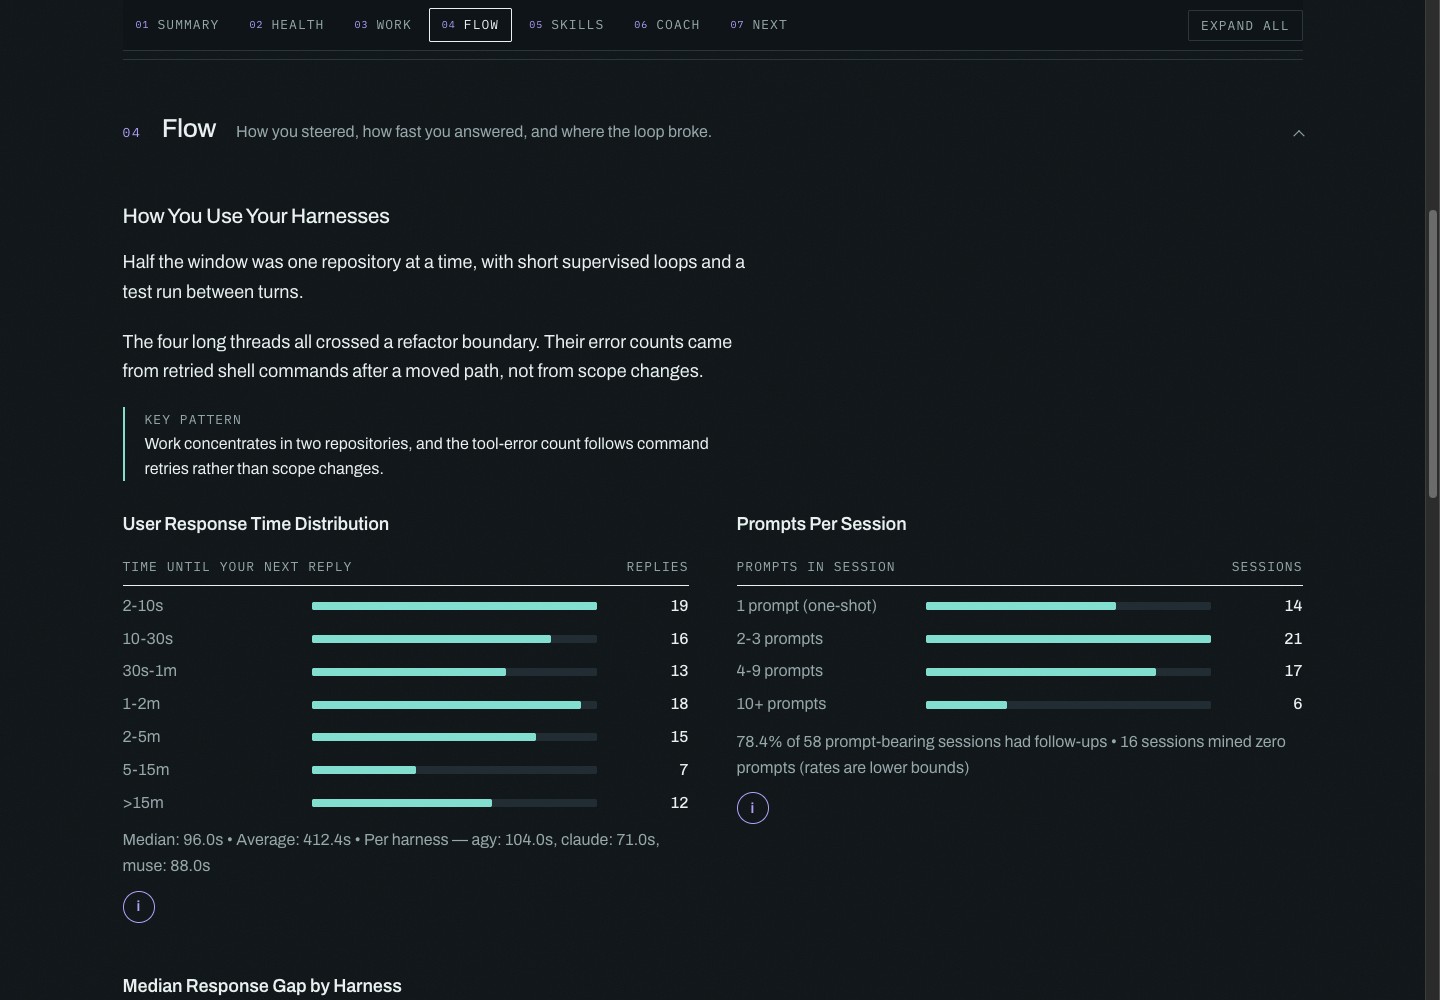 01 SUMMARY 02 HEALTH 03 WORK 04 FLOW 05 SKILLS 06 COACH 07 NEXT EXPAND ALL
04 Flow How you steered, how fast you answered, and where the loop broke.
How You Use Your Harnesses
Half the window was one repository at a time, with short supervised loops and a
test run between turns.
The four long threads all crossed a refactor boundary. Their error counts came
from retried shell commands after a moved path, not from scope changes.
KEY PATTERN
Work concentrates in two repositories, and the tool-error count follows command
retries rather than scope changes.
User Response Time Distribution
TIME UNTIL YOUR NEXT REPLY REPLIES
2-10s 19
10-30s 16
30s-1m 13
1-2m 18
2-5m 15
5-15m 7
>15m 12
Median: 96.0s • Average: 412.4s • Per harness — agy: 104.0s, claude: 71.0s,
muse: 88.0s
i
Prompts Per Session
PROMPTS IN SESSION SESSIONS
1 prompt (one-shot) 14
2-3 prompts 21
4-9 prompts 17
10+ prompts 6
78.4% of 58 prompt-bearing sessions had follow-ups • 16 sessions mined zero
prompts (rates are lower bounds)
i
Median Response Gap by Harness